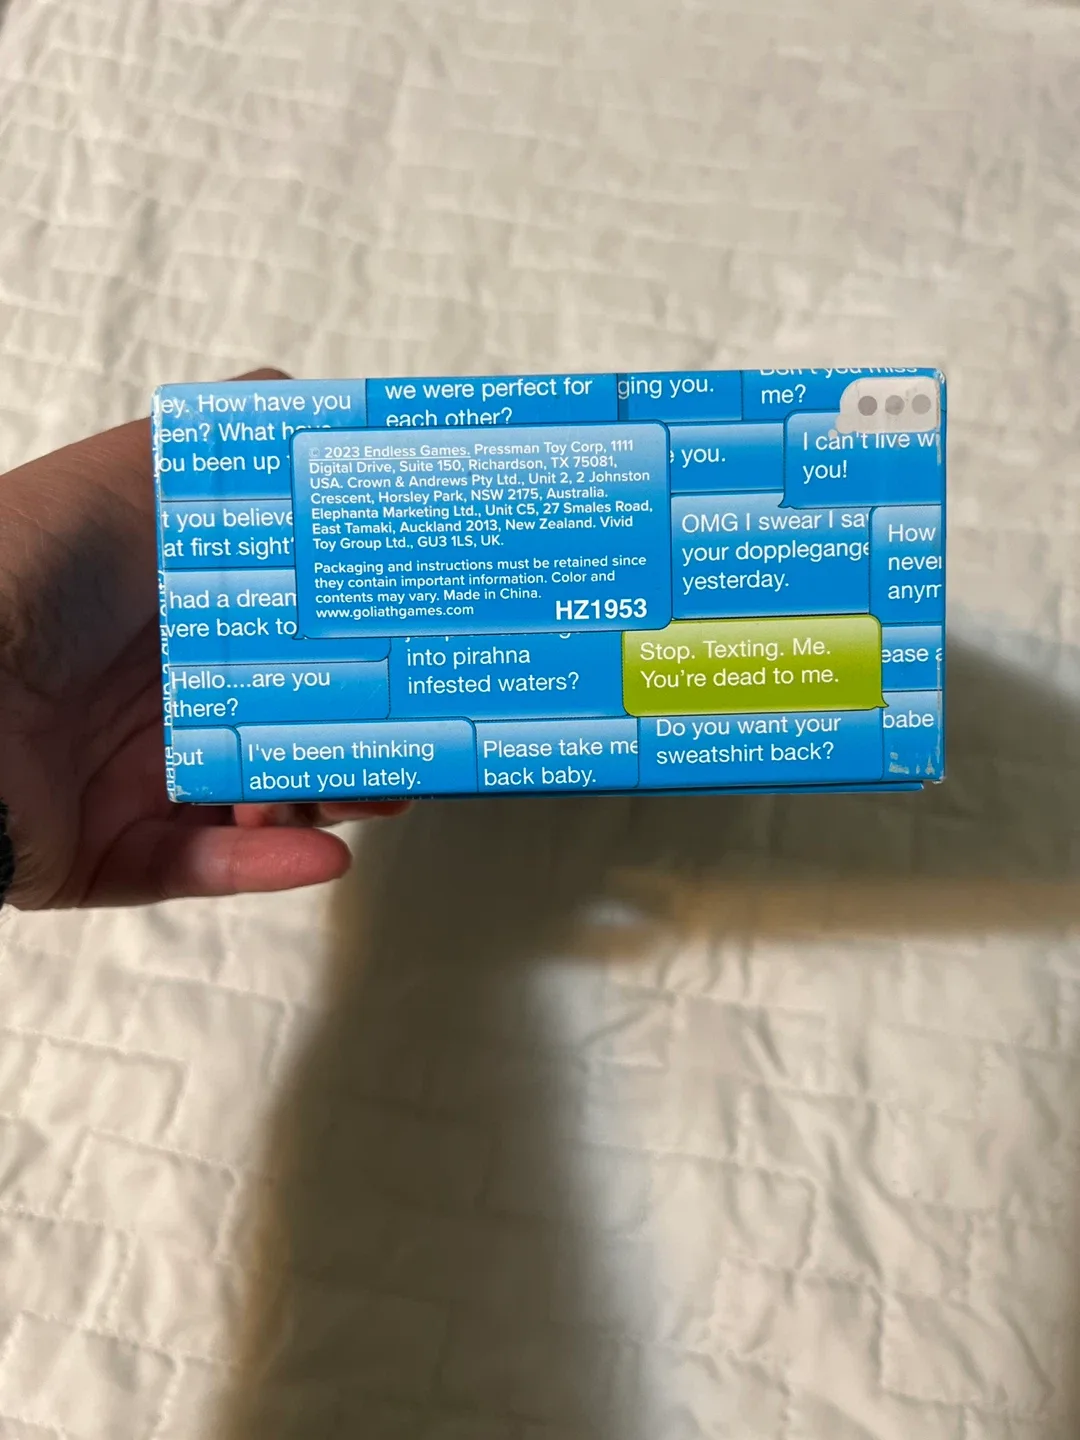 ey. How have you
een? What h
ou been up
we were perfect for
each other?
ging you.
me?
I can't live wi
you!
© 2023 Endless Games. Pressman Toy Corp, 1111
Digital Drive, Suite 150, Richardson, TX 75081,
USA. Crown & Andrews Pty Ltd., Unit 2, 2 Johnston
Crescent, Horsley Park, NSW 2175, Australia.
Elephanta Marketing Ltd., Unit C5, 27 Smales Road,
East Tamaki, Auckland 2013, New Zealand. Vivid
Toy Group Ltd., GU3 1LS, UK.
Packaging and instructions must be retained since
they contain important information. Color and
contents may vary. Made in China.
www.goliathgames.com
HZ1953
you.
t you believe
at first sight
OMG I swear I sa
your dopplegange
yesterday.
How
never
anym
had a dream
were back to
into pirahna
infested waters?
Stop. Texting. Me.
You're dead to me.
ease a
Hello....are you
there?
out
I've been thinking
about you lately.
Please take me
back baby.
Do you want your
sweatshirt back?
babe